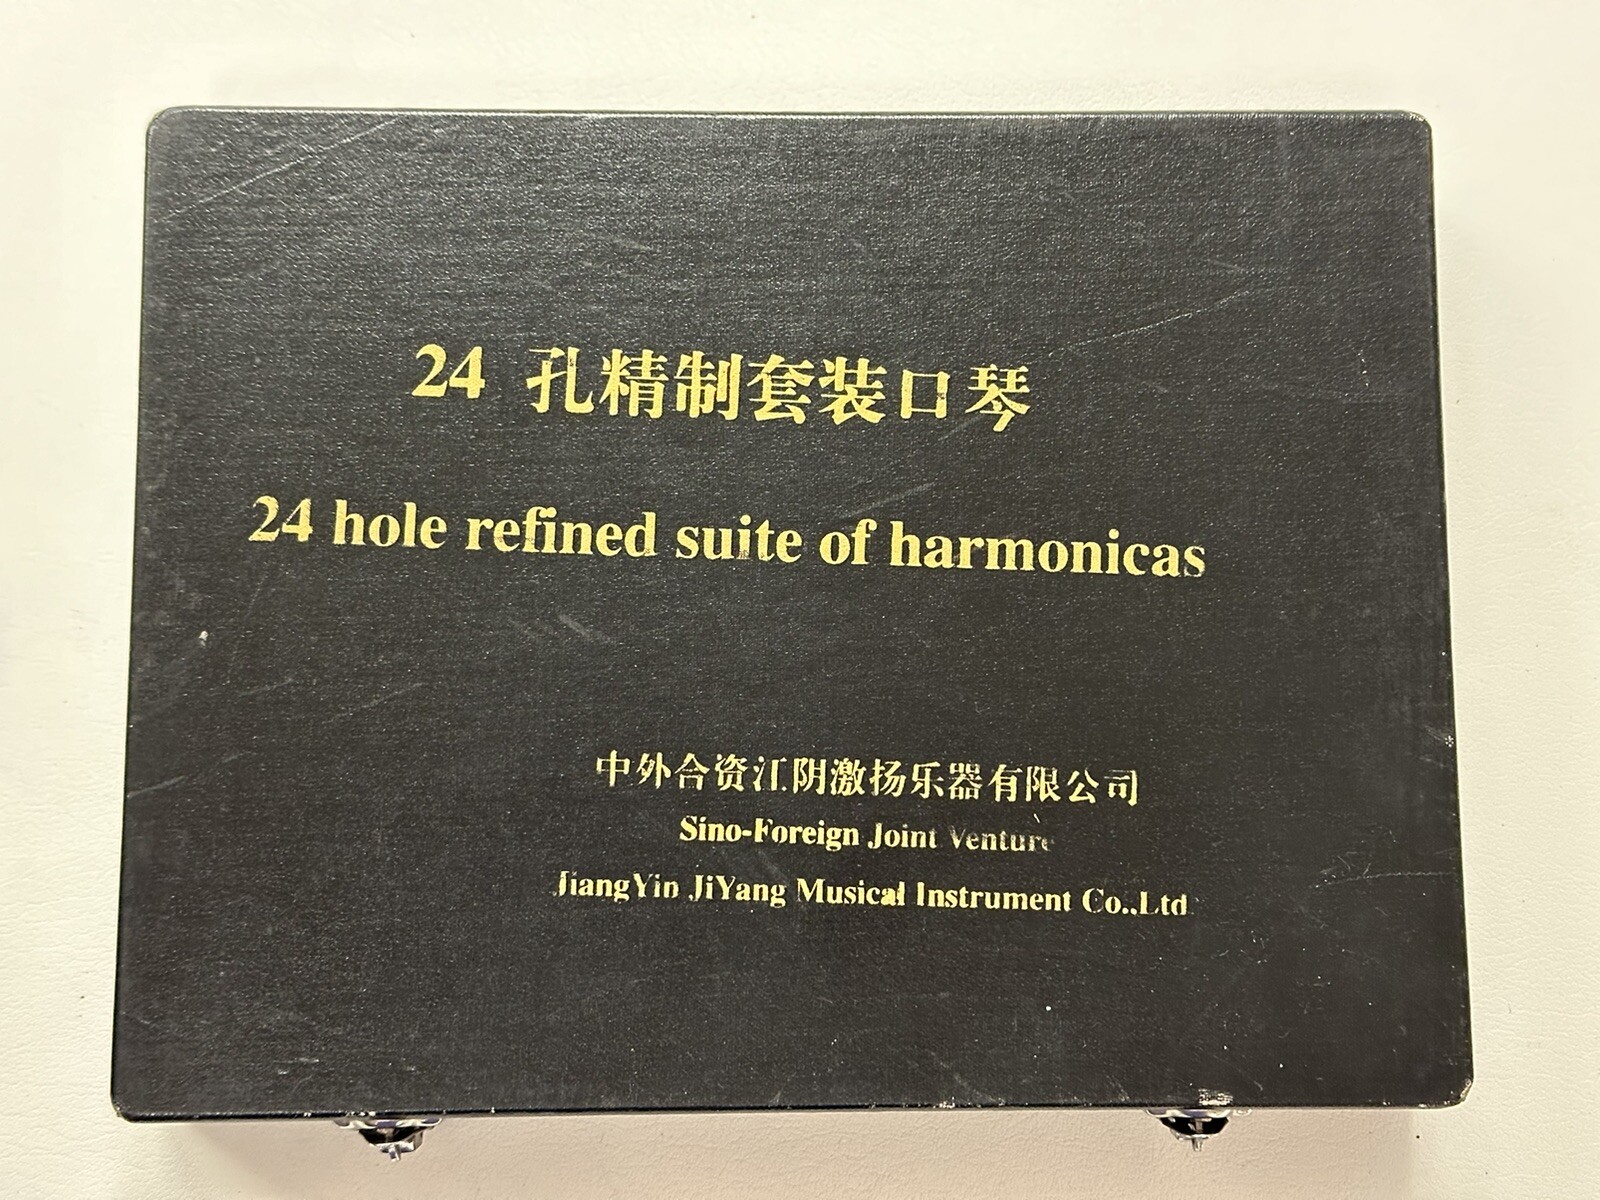 24 孔精制套装口琴
24 hole refined suite of harmonicas
中外合资江阴激扬乐器有限公司
Sino-Foreign Joint Venture
JiangYin JiYang Musical Instrument Co.,Ltd.